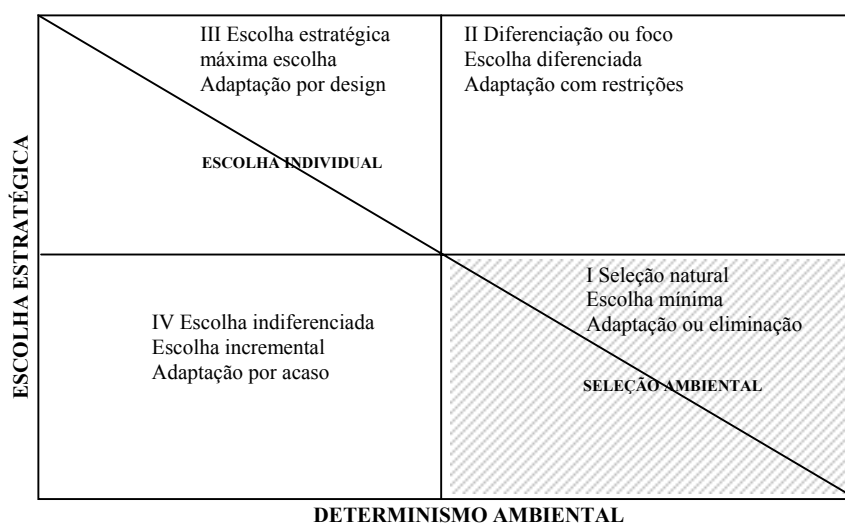 III Escolha estratégica
máxima escolha
Adaptação por design
II Diferenciação ou foco
Escolha diferenciada
Adaptação com restrições
ESCOLHA INDIVIDUAL
ESCOLHA ESTRATÉGICA
IV Escolha indiferenciada
Escolha incremental
Adaptação por acaso
I Seleção natural
Escolha mínima
Adaptação ou eliminação
SELEÇÃO AMBIENTAL
DETERMINISMO AMBIENTAL